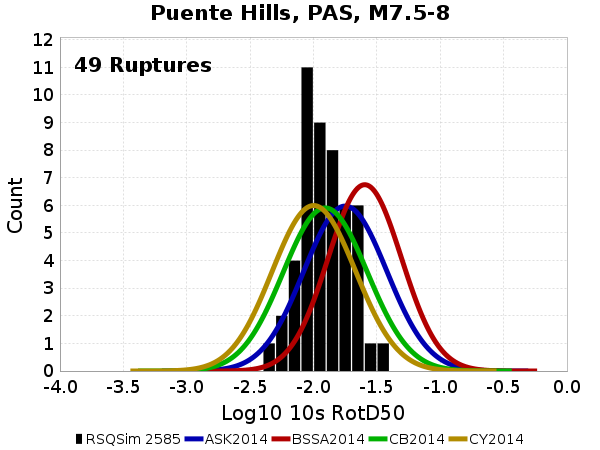 Puente Hills, PAS, M7.5-8
49 Ruptures
Count
12
11
10
9
8
7
6
5
4
3
2
1
0
-4.0 -3.5 -3.0 -2.5 -2.0 -1.5 -1.0 -0.5 0.0
Log10 10s RotD50
RSQSim 2585 ASK2014 BSSA2014 CB2014 CY2014